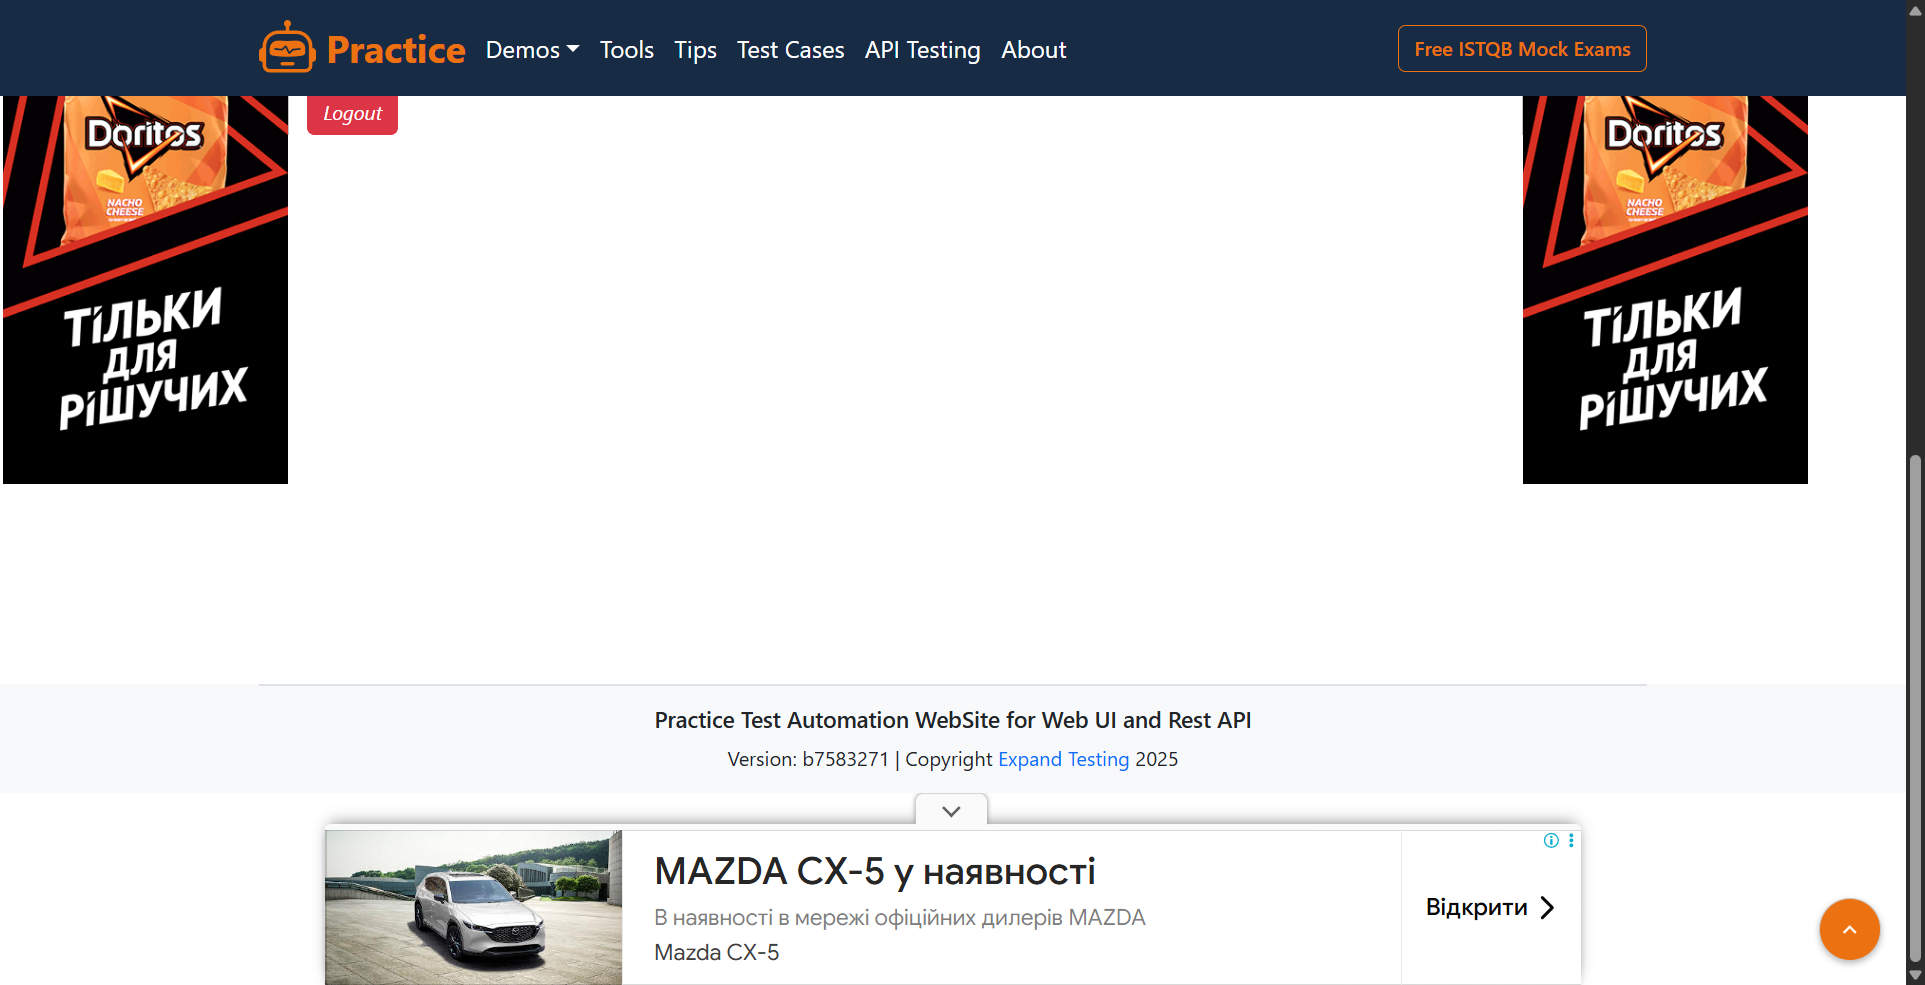 Practice
Demos
Tools
Tips
Test Cases
API Testing
About
Free ISTQB Mock Exams
Doritos
NACHO
CHEESE
ТІЛЬКИ
ДЛЯ
РІШУЧИХ
Logout
Doritos
NACHO
CHEESE
ТІЛЬКИ
ДЛЯ
РІШУЧИХ
Practice Test Automation WebSite for Web UI and Rest API
Version: b7583271 | Copyright Expand Testing 2025
MAZDA CX-5 у наявності
В наявності в мережі офіційних дилерів MAZDA
Mazda CX-5
Відкрити